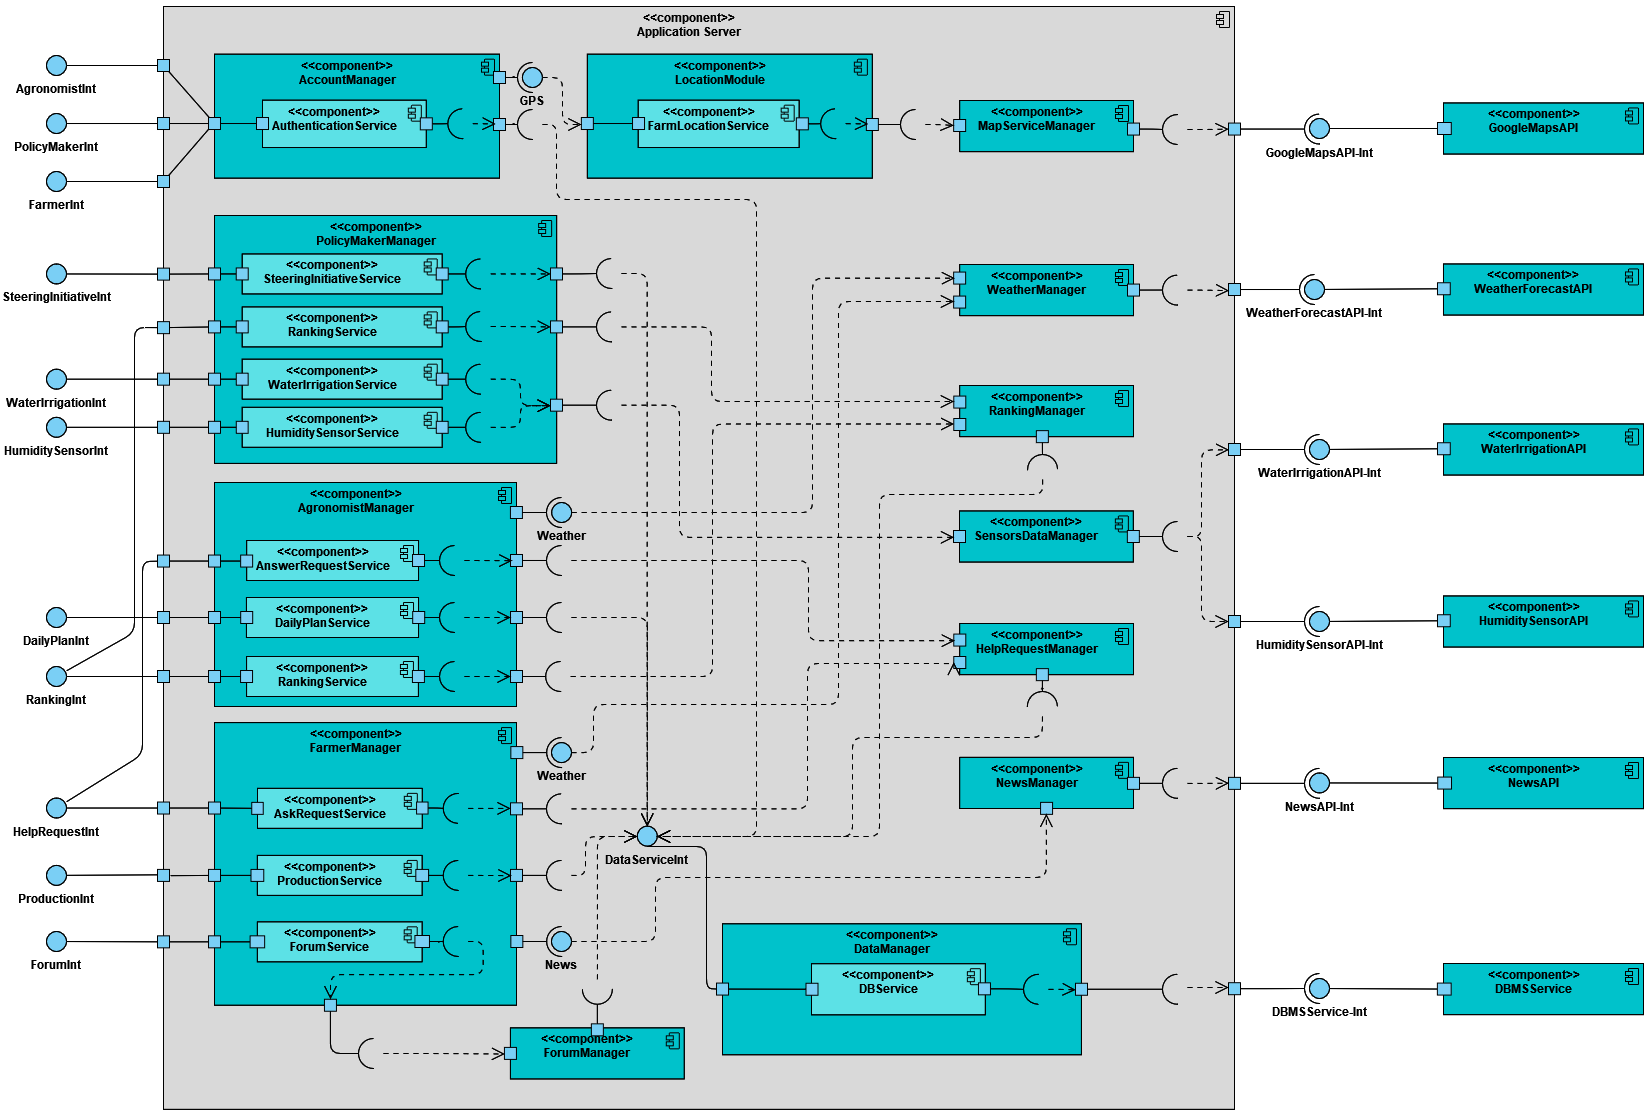 <<component>>
Application Server
AgronomistInt
PolicyMakerInt
FarmerInt
<<component>>
AccountManager
<<component>>
AuthenticationService
GPS
<<component>>
LocationModule
<<component>>
FarmLocationService
<<component>>
MapServiceManager
GoogleMapsAPI-Int
<<component>>
GoogleMapsAPI
<<component>>
PolicyMakerManager
<<component>>
SteeringInitiativeService
SteeringInitiativeInt
<<component>>
RankingService
<<component>>
WaterIrrigationService
WaterIrrigationInt
<<component>>
HumiditySensorService
HumiditySensorInt
<<component>>
WeatherManager
WeatherForecastAPI-Int
<<component>>
WeatherForecastAPI
<<component>>
RankingManager
WaterIrrigationAPI-Int
<<component>>
WaterIrrigationAPI
<<component>>
AgronomistManager
Weather
<<component>>
AnswerRequestService
<<component>>
DailyPlanService
DailyPlanInt
<<component>>
RankingService
RankingInt
<<component>>
SensorsDataManager
HumiditySensorAPI-Int
<<component>>
HumiditySensorAPI
<<component>>
HelpRequestManager
<<component>>
FarmerManager
Weather
<<component>>
AskRequestService
HelpRequestInt
<<component>>
ProductionService
ProductionInt
<<component>>
ForumService
ForumInt
News
DataServiceInt
<<component>>
NewsManager
NewsAPI-Int
<<component>>
NewsAPI
<<component>>
DataManager
<<component>>
DBService
DBMSService-Int
<<component>>
DBMSService
<<component>>
ForumManager